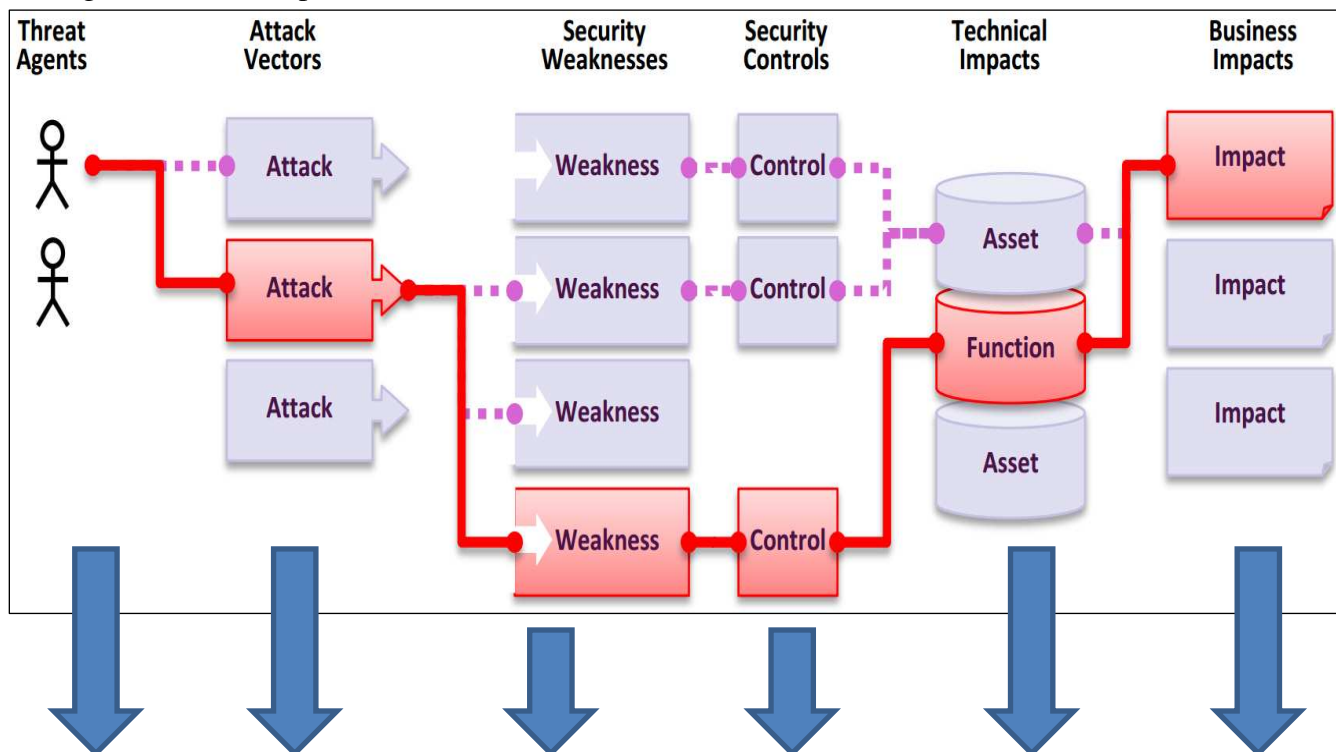 Threat Agents
Attack Vectors
Security Weaknesses
Security Controls
Technical Impacts
Business Impacts
Attack
Weakness
Control
Impact
Asset
Attack
Weakness
Control
Impact
Function
Attack
Weakness
Impact
Asset
Weakness
Control